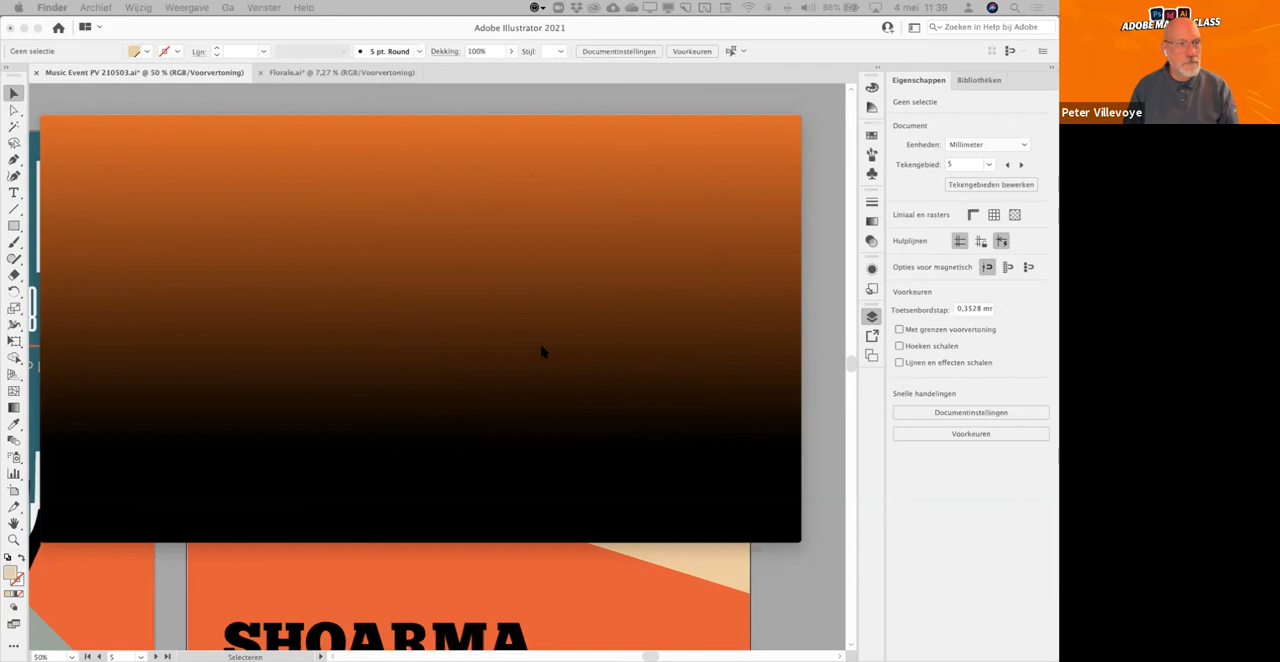 Finder Archief Wijzig Weergave Ga Venster Help
86% 4 mei 11:39
Adobe Illustrator 2021
Zoeken in Help bij Adobe
Geen selectie Lijn: 5 pt. Round Dekking: 100% Stijl: Documentinstellingen Voorkeuren
Music Event PV 210503.ai* @ 50 % (RGB/Voorvertoning) Florale.ai* @ 7,27 % (RGB/Voorvertoning)
Eigenschappen Bibliotheken
Geen selectie
Document
Eenheden: Millimeter
Tekengebied: 5
Tekengebieden bewerken
Liniaal en rasters
Hulplijnen
Opties voor magnetisch
Voorkeuren
Toetsenbordstap: 0,3528 mr
Met grenzen voorvertoning
Hoeken schalen
Lijnen en effecten schalen
Snelle handelingen
Documentinstellingen
Voorkeuren
SHOARMA
50% 5 Selecteren
Ps Id Ai
Peter Villevoye